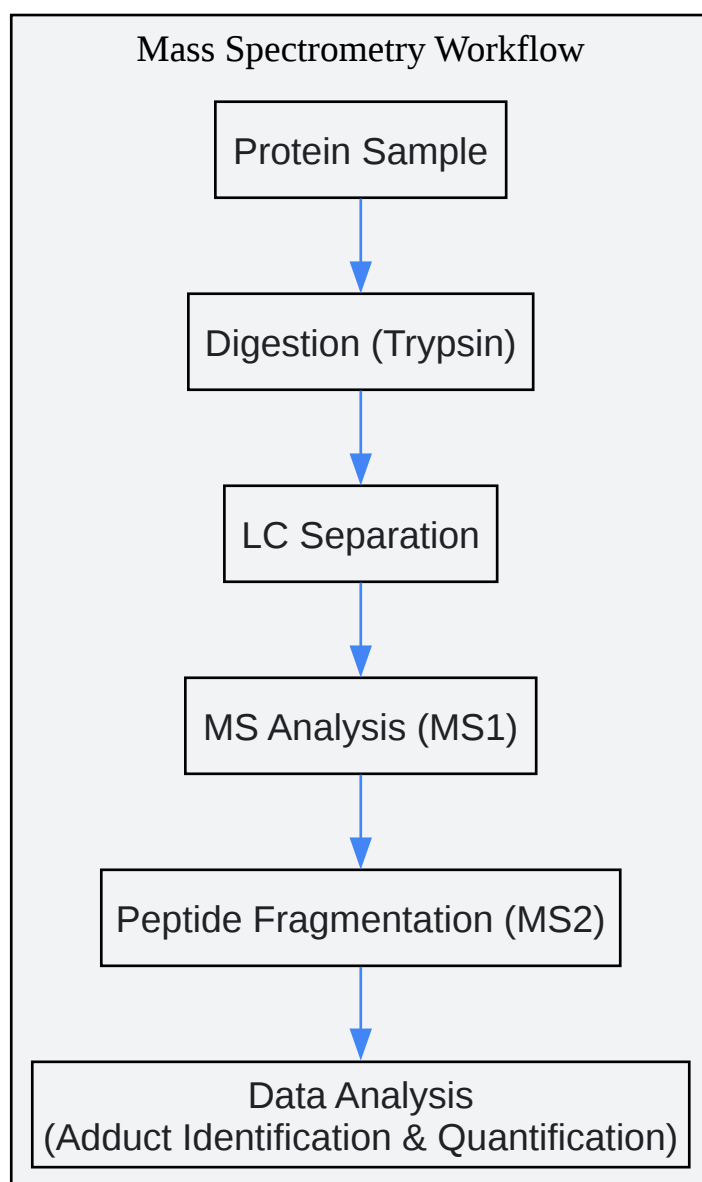 Mass Spectrometry Workflow
Protein Sample
Digestion (Trypsin)
LC Separation
MS Analysis (MS1)
Peptide Fragmentation (MS2)
Data Analysis
(Adduct Identification & Quantification)